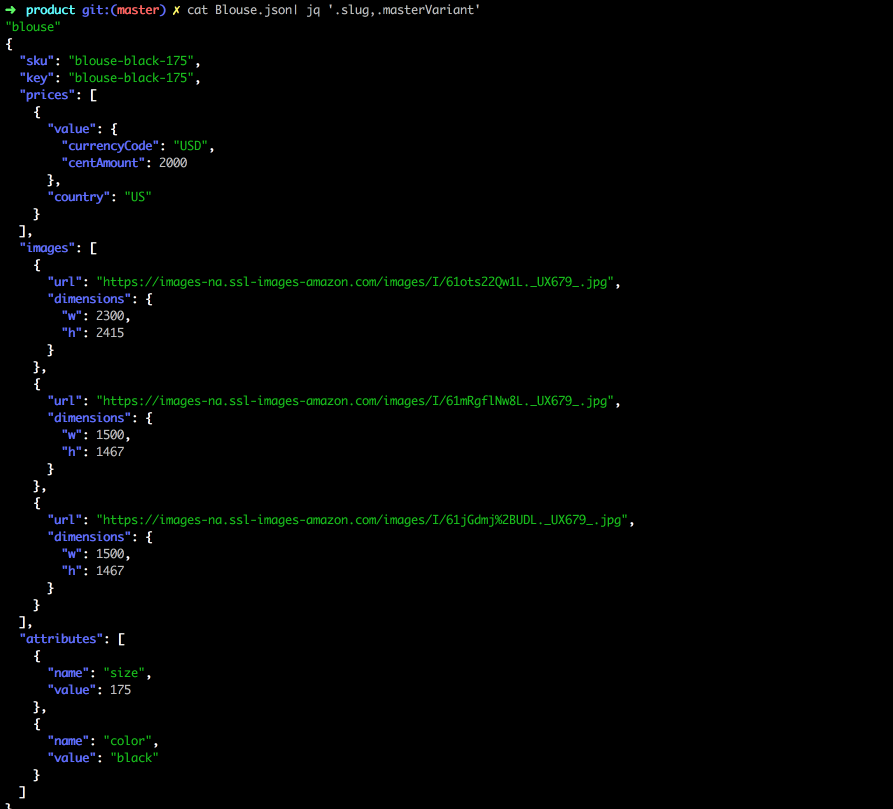 ➜ product git:(master) ✗ cat Blouse.json| jq '.slug,.masterVariant'
"blouse"
{
  "sku": "blouse-black-175",
  "key": "blouse-black-175",
  "prices": [
    {
      "value": {
        "currencyCode": "USD",
        "centAmount": 2000
      },
      "country": "US"
    }
  ],
  "images": [
    {
      "url": "https://images-na.ssl-images-amazon.com/images/I/61ots22Qw1L._UX679_.jpg",
      "dimensions": {
        "w": 2300,
        "h": 2415
      }
    },
    {
      "url": "https://images-na.ssl-images-amazon.com/images/I/61mRgflNw8L._UX679_.jpg",
      "dimensions": {
        "w": 1500,
        "h": 1467
      }
    },
    {
      "url": "https://images-na.ssl-images-amazon.com/images/I/61jGdmj%2BUDL._UX679_.jpg",
      "dimensions": {
        "w": 1500,
        "h": 1467
      }
    }
  ],
  "attributes": [
    {
      "name": "size",
      "value": 175
    },
    {
      "name": "color",
      "value": "black"
    }
  ]
}